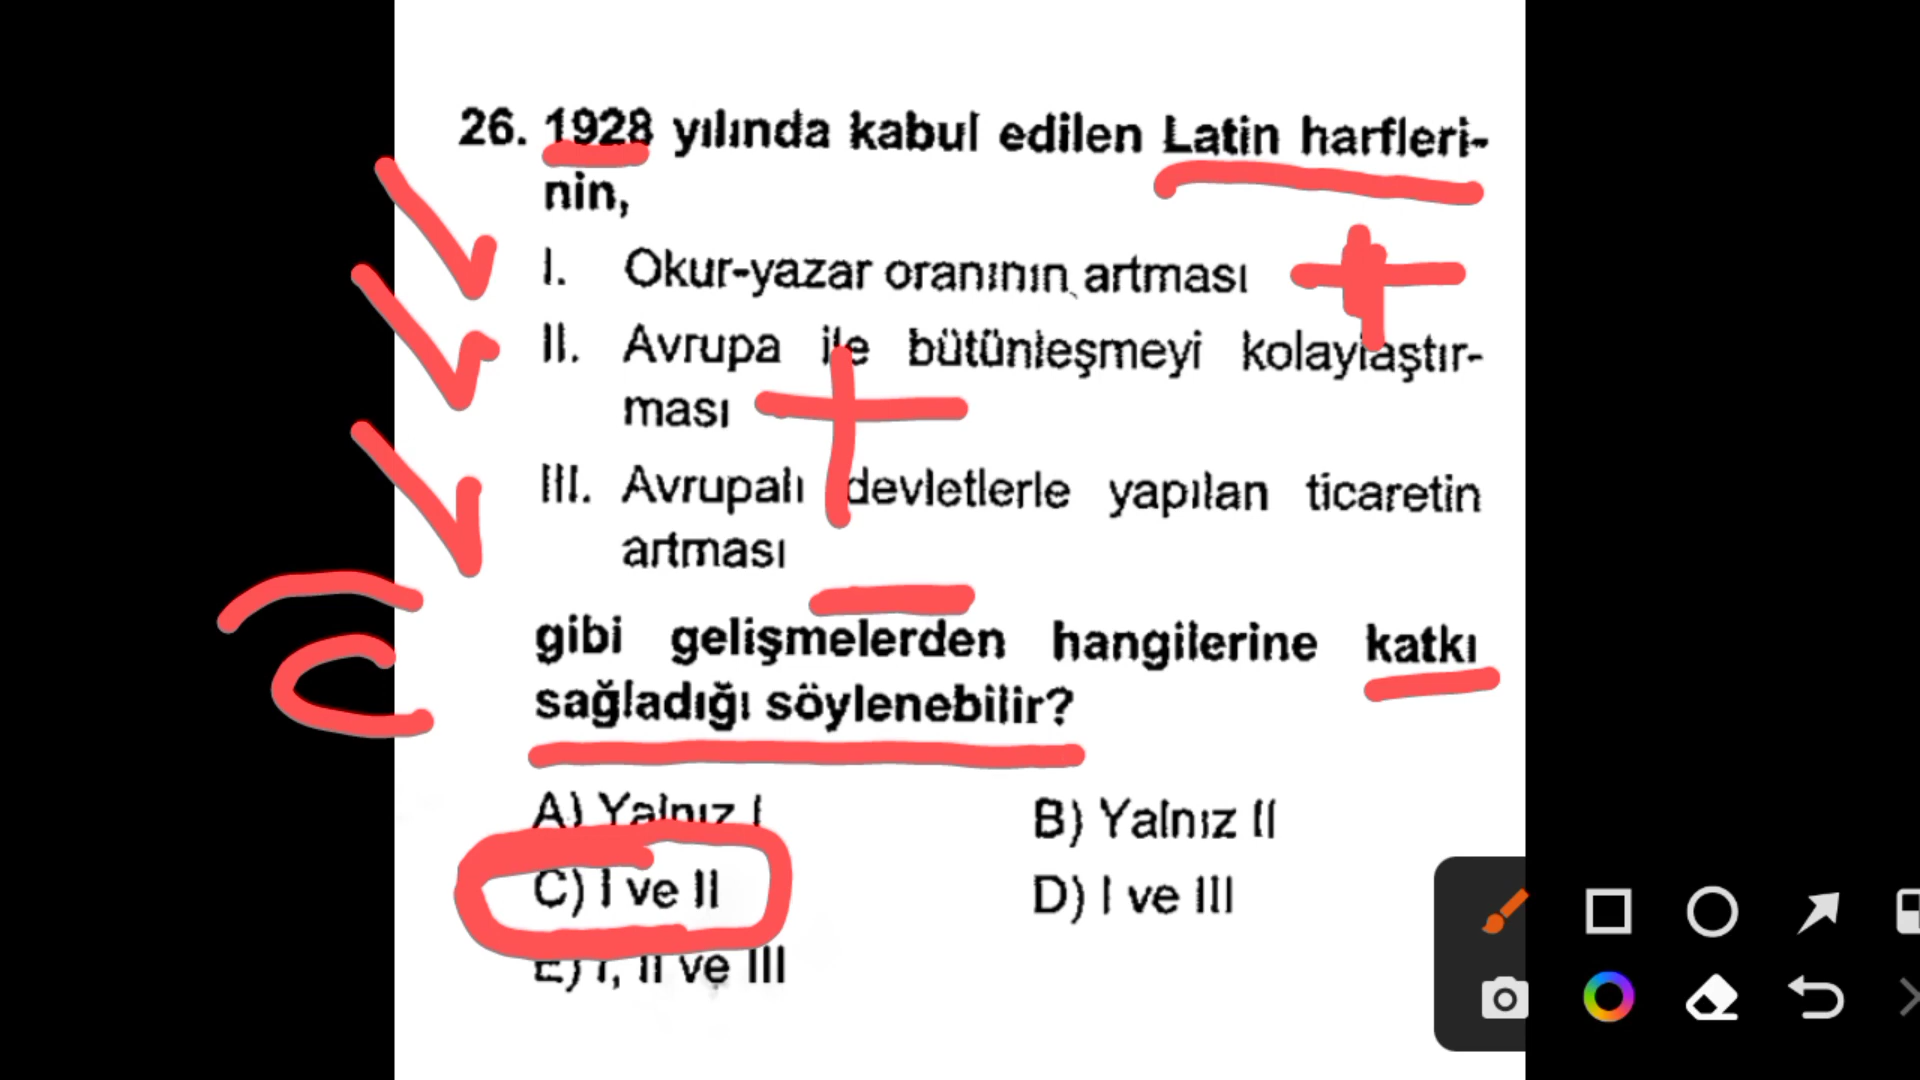 26. 1928 yılında kabul edilen Latin harfleri-
nin,
I. Okur-yazar oranının artması
II. Avrupa ile bütünleşmeyi kolaylaştır-
ması
III. Avrupalı devletlerle yapılan ticaretin
artması
gibi gelişmelerden hangilerine katkı
sağladığı söylenebilir?
A) Yalnız I
B) Yalnız II
C) I ve II
D) I ve III
E) I, II ve III